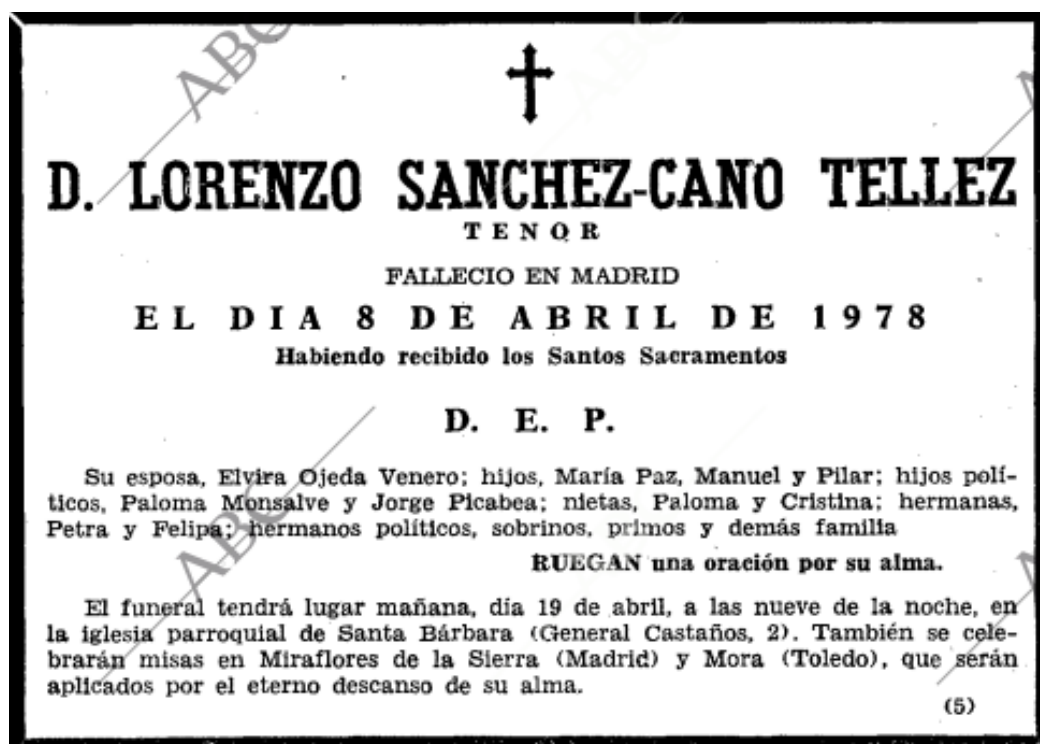 D. LORENZO SANCHEZ-CANO TELLEZ
TENOR
FALLECIO EN MADRID
EL DIA 8 DE ABRIL DE 1978
Habiendo recibido los Santos Sacramentos
D. E. P.
Su esposa, Elvira Ojeda Venero; hijos, María Paz, Manuel y Pilar; hijos polí-
ticos, Paloma Monsalve y Jorge Picabea; nietas, Paloma y Cristina; hermanas,
Petra y Felipa; hermanos políticos, sobrinos, primos y demás familia
RUEGAN una oración por su alma.
El funeral tendrá lugar mañana, día 19 de abril, a las nueve de la noche, en
la iglesia parroquial de Santa Bárbara (General Castaños, 2). También se cele-
brarán misas en Miraflores de la Sierra (Madrid) y Mora (Toledo), que serán
aplicados por el eterno descanso de su alma.
(5)
ABC
ABC